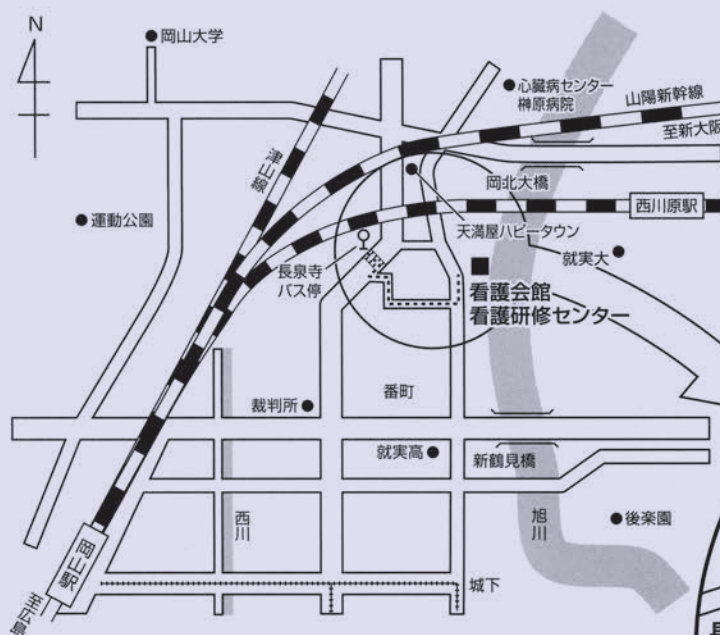 N
岡山大学
心臓病センター
榊原病院
山陽新幹線
至新大阪
津山線
岡北大橋
西川原駅
運動公園
天満屋ハピータウン
就実大
長泉寺
バス停
看護会館
看護研修センター
番町
裁判所
就実高
新鶴見橋
西川
旭川
後楽園
岡山駅
城下
至広島